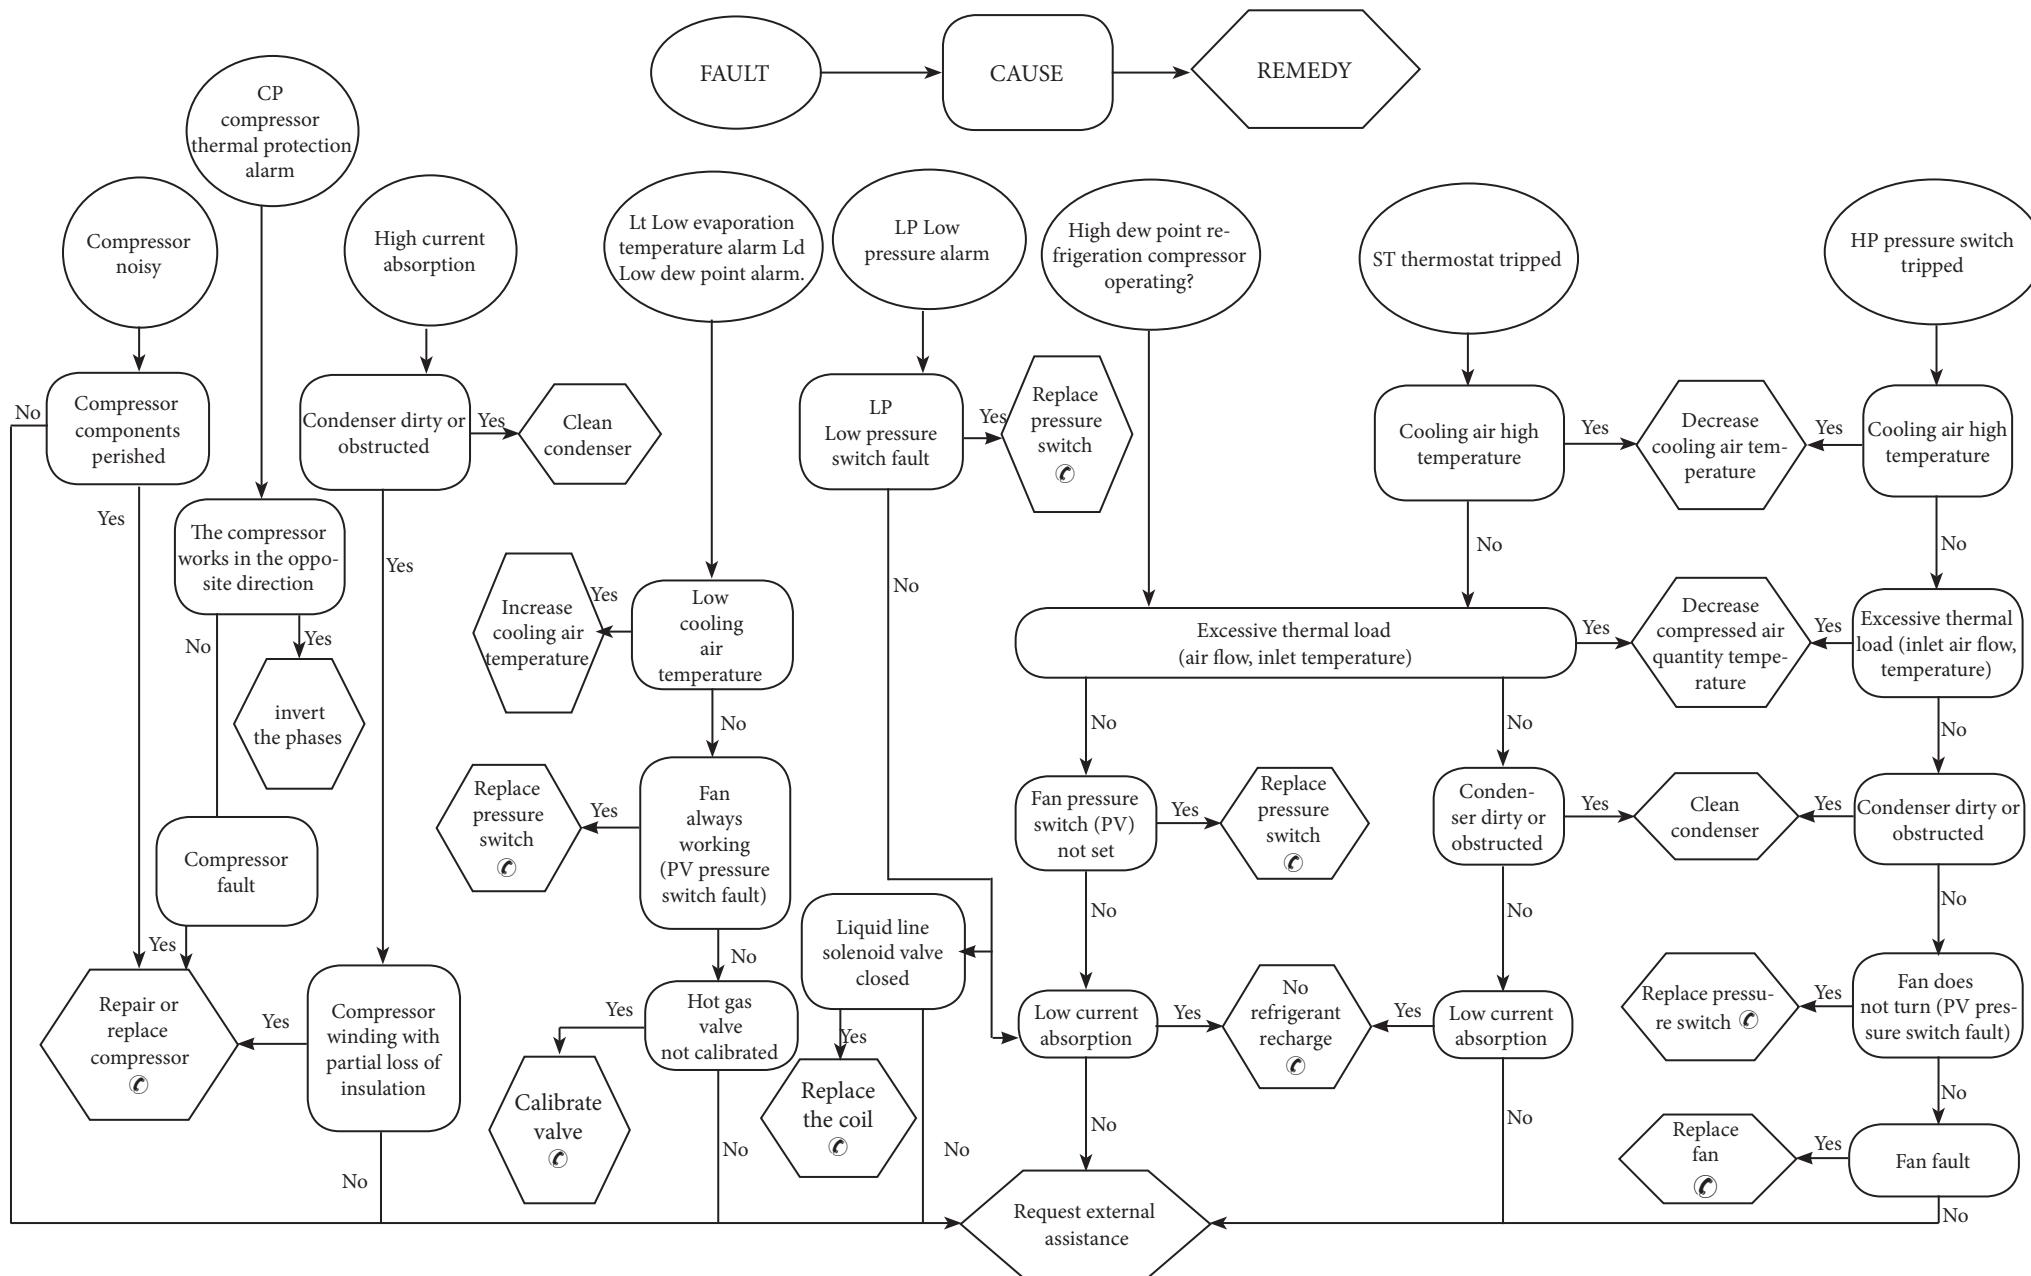 FAULT
CAUSE
REMEDY
CP
compressor
thermal protection
alarm
Compressor
noisy
High current
absorption
Lt Low evaporation
temperature alarm Ld
Low dew point alarm.
LP Low
pressure alarm
High dew point re-
frigeration compressor
operating?
ST thermostat tripped
HP pressure switch
tripped
No
Compressor
components
perished
Yes
Condenser dirty or
obstructed
Yes
Clean
condenser
Yes
LP
Low pressure
switch fault
Yes
Replace
pressure
switch
✆
No
Cooling air high
temperature
Yes
Decrease
cooling air tem-
perature
Yes
Cooling air high
temperature
No
No
The compressor
works in the oppo-
site direction
No
Yes
invert
the phases
Increase
cooling air
temperature
Yes
Low
cooling
air
temperature
No
Excessive thermal load
(air flow, inlet temperature)
Yes
Decrease
compressed air
quantity tempe-
rature
Yes
Excessive thermal
load (inlet air flow,
temperature)
No
No
No
Replace
pressure
switch
✆
Yes
Fan
always
working
(PV pressure
switch fault)
No
Fan pressure
switch (PV)
not set
Yes
Replace
pressure
switch
✆
Conden-
ser dirty or
obstructed
Yes
Clean
condenser
Yes
Condenser dirty or
obstructed
No
No
No
Compressor
fault
Yes
Liquid line
solenoid valve
closed
Yes
No
Repair or
replace
compressor
✆
Yes
Compressor
winding with
partial loss of
insulation
No
Yes
Hot gas
valve
not calibrated
No
Calibrate
valve
✆
Replace
the coil
✆
Low current
absorption
Yes
No
refrigerant
recharge
✆
Yes
Low current
absorption
No
No
Replace pressu-
re switch ✆
Yes
Fan does
not turn (PV pres-
sure switch fault)
No
Replace
fan
✆
Yes
Fan fault
No
Request external
assistance